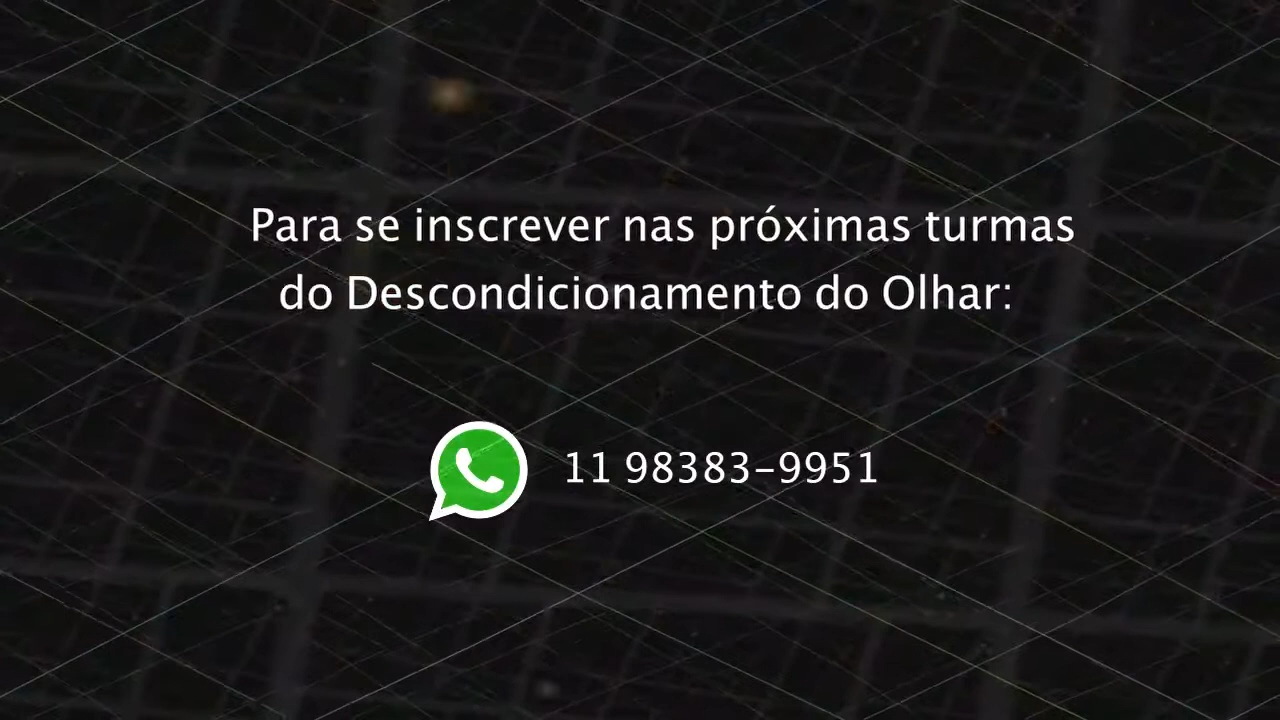 Para se inscrever nas próximas turmas
do Descondicionamento do Olhar:
11 98383-9951